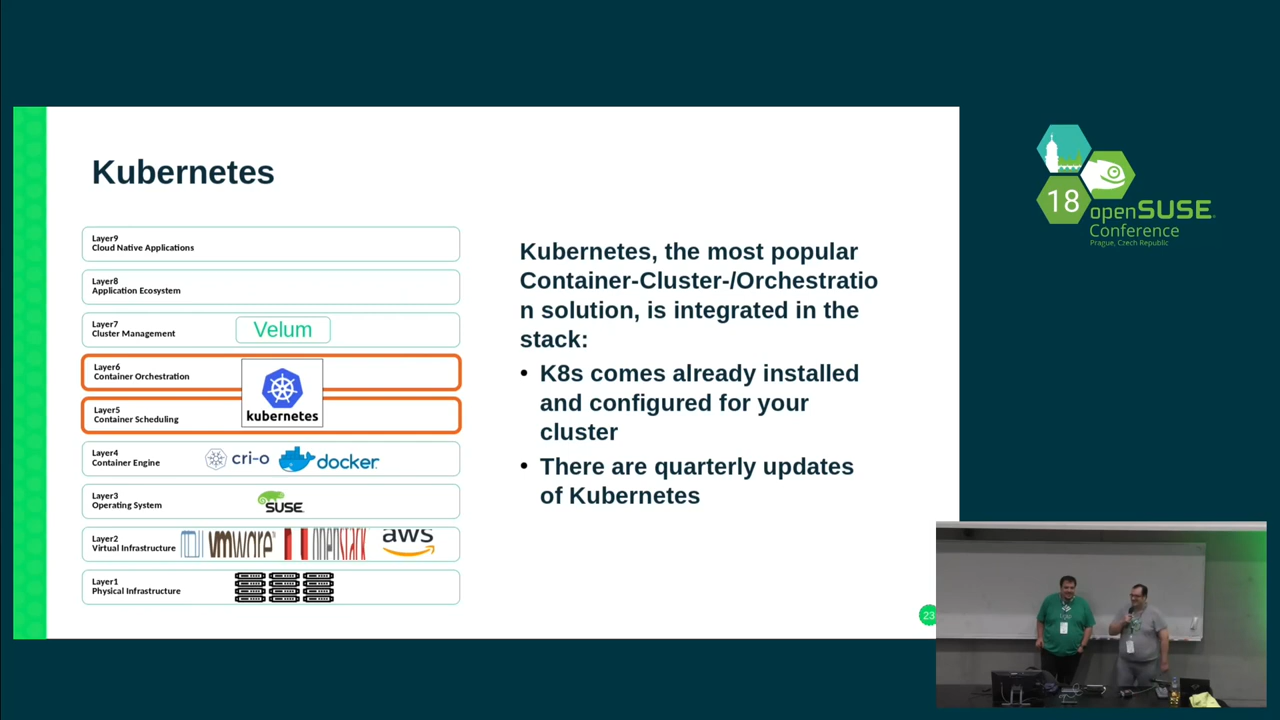 Kubernetes
Layer9
Cloud Native Applications
Layer8
Application Ecosystem
Layer7
Cluster Management
Velum
Layer6
Container Orchestration
Layer5
Container Scheduling
kubernetes
Layer4
Container Engine
cri-o
docker
Layer3
Operating System
SUSE
Layer2
Virtual Infrastructure
vmware
openstack
aws
Layer1
Physical Infrastructure
Kubernetes, the most popular
Container-Cluster-/Orchestratio
n solution, is integrated in the
stack:
• K8s comes already installed
and configured for your
cluster
• There are quarterly updates
of Kubernetes
23
18
openSUSE
Conference
Prague, Czech Republic